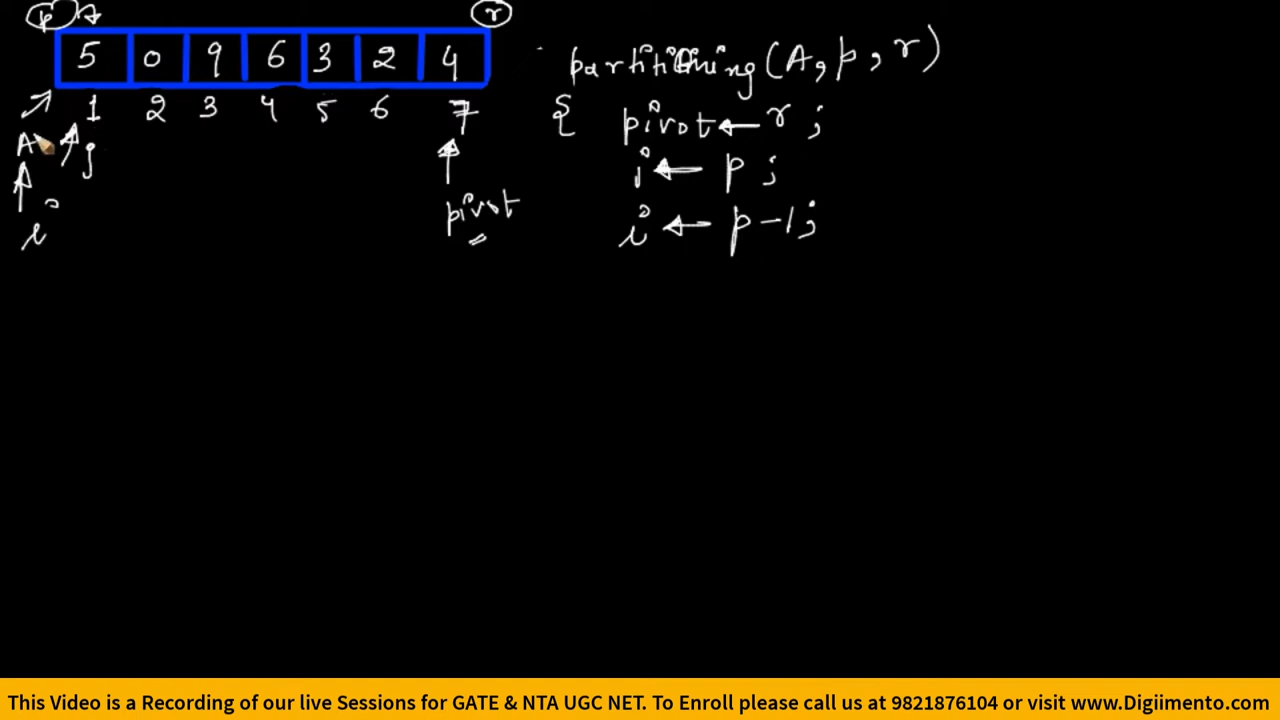 p
r
5 0 9 6 3 2 4
partitioning (A, p, r)
1 2 3 4 5 6 7
{ pivot ← r ;
A j
j ← p ;
pivot
i
i ← p-1 ;
This Video is a Recording of our live Sessions for GATE & NTA UGC NET. To Enroll please call us at 9821876104 or visit www.Digiimento.com